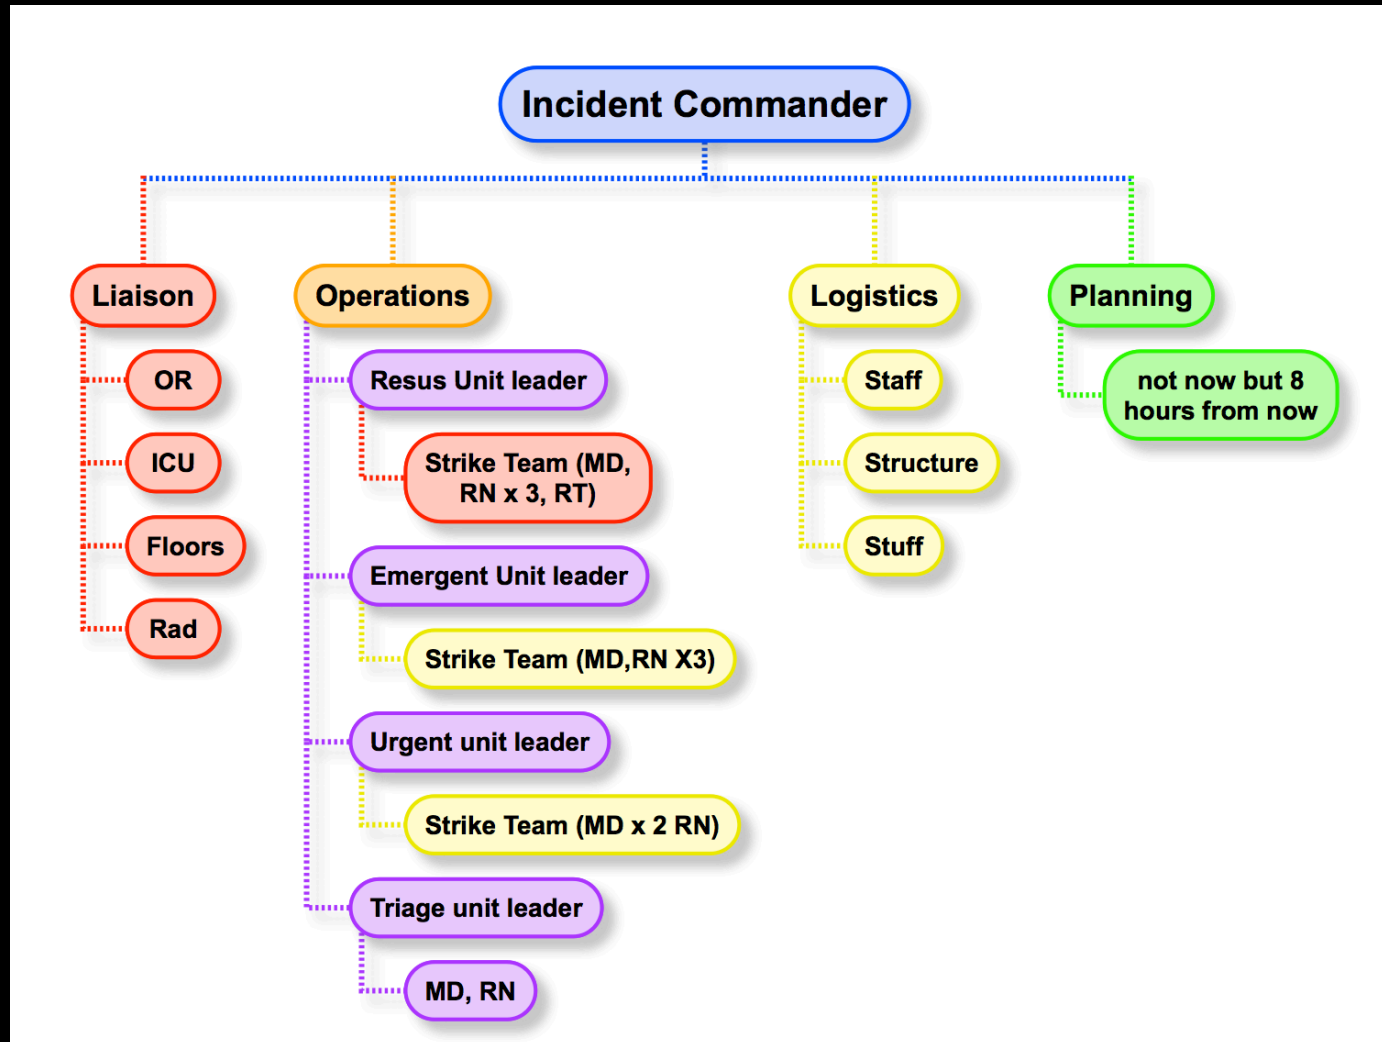 Incident Commander
Liaison
OR
ICU
Floors
Rad
Operations
Resus Unit leader
Strike Team (MD,
RN x 3, RT)
Emergent Unit leader
Strike Team (MD,RN X3)
Urgent unit leader
Strike Team (MD x 2 RN)
Triage unit leader
MD, RN
Logistics
Staff
Structure
Stuff
Planning
not now but 8
hours from now